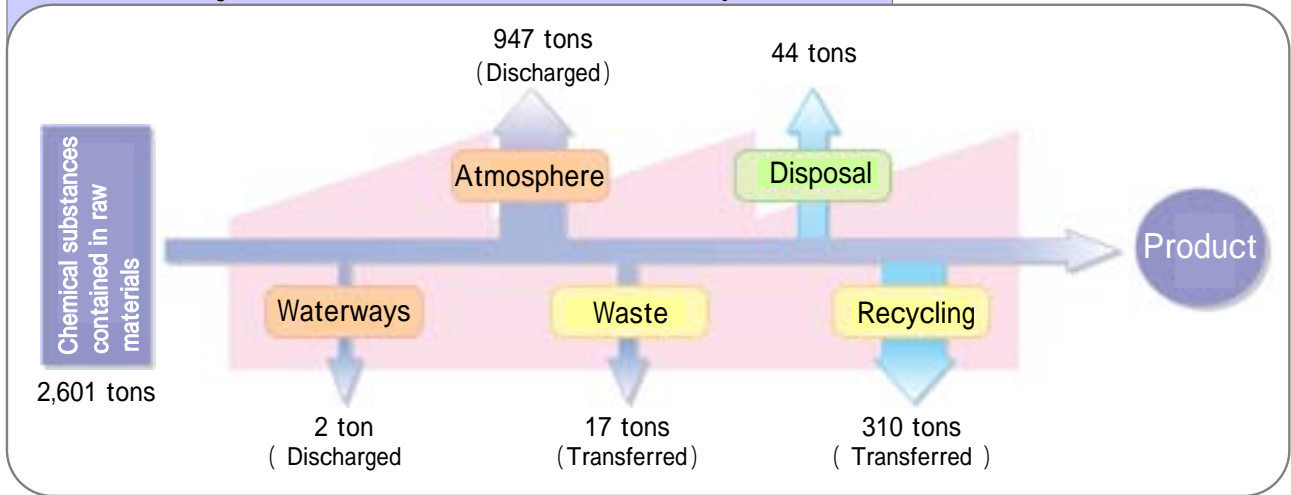 947 tons
(Discharged)
44 tons
Chemical substances
contained in raw
materials
Atmosphere
Disposal
Product
Waterways
Waste
Recycling
2,601 tons
2 ton
( Discharged
17 tons
(Transferred)
310 tons
( Transferred )